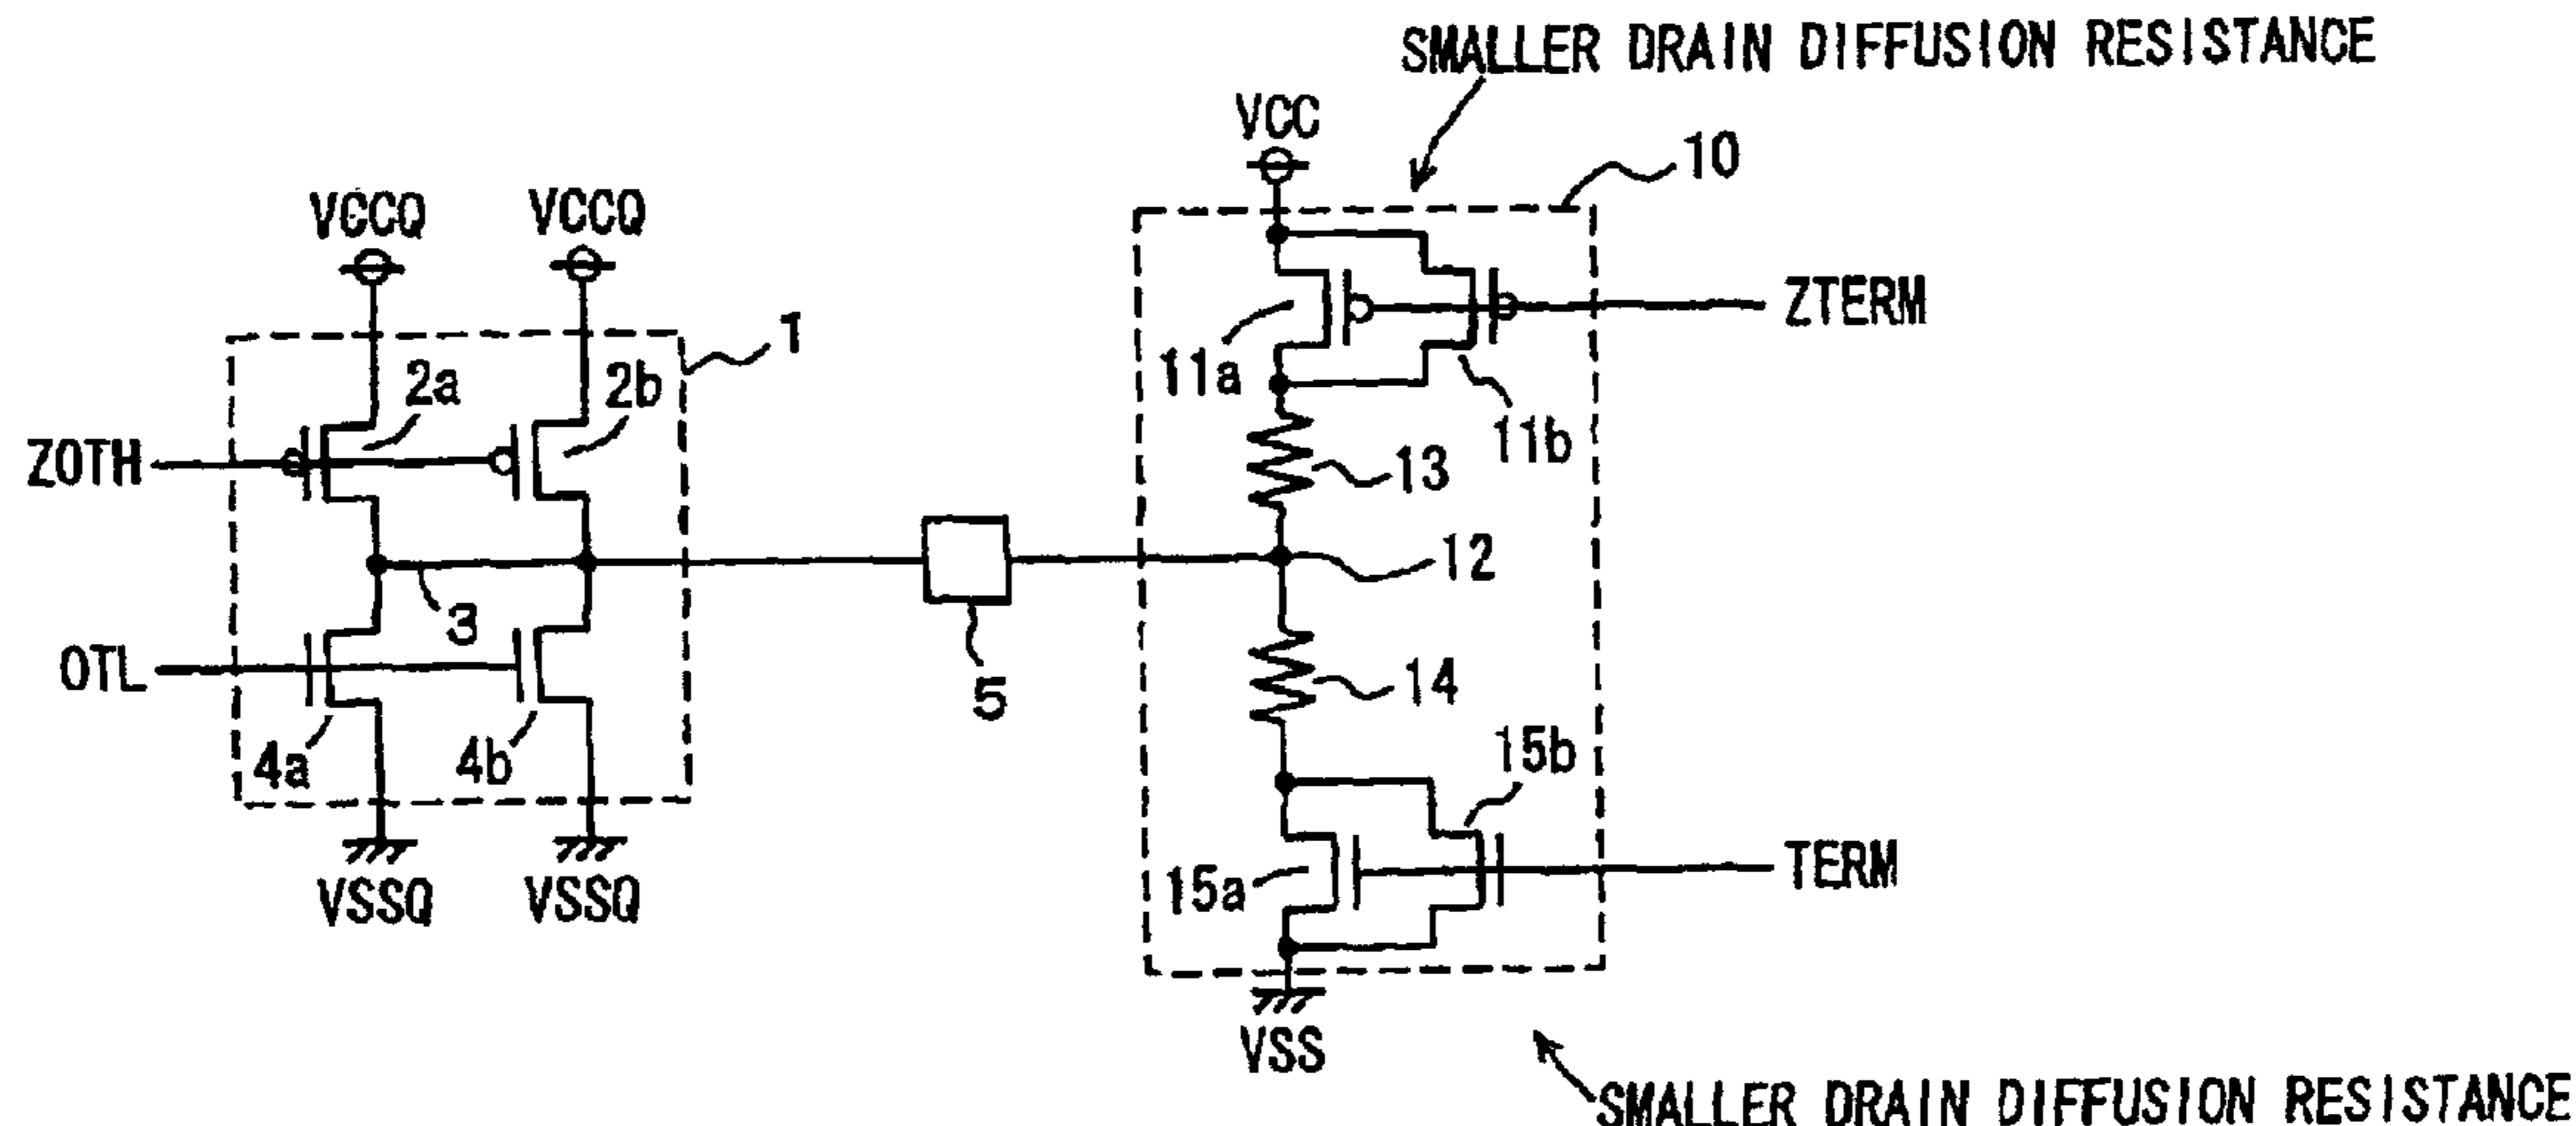 SMALLER DRAIN DIFFUSION RESISTANCE
VCC
10
VCCQ
VCCQ
ZTERM
1
2a
2b
11a
11b
ZOTH
13
12
3
OTL
5
14
4a
4b
15b
15a
TERM
VSSQ
VSSQ
VSS
SMALLER DRAIN DIFFUSION RESISTANCE